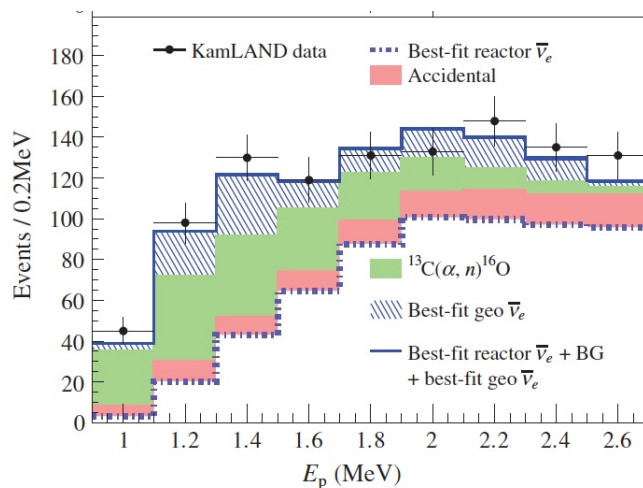 Events / 0.2MeV
180
160
140
120
100
80
60
40
20
0
KamLAND data
Best-fit reactor ν̅ₑ
Accidental
¹³C(α, n)¹⁶O
Best-fit geo ν̅ₑ
Best-fit reactor ν̅ₑ + BG
+ best-fit geo ν̅ₑ
1 1.2 1.4 1.6 1.8 2 2.2 2.4 2.6
Eₚ (MeV)